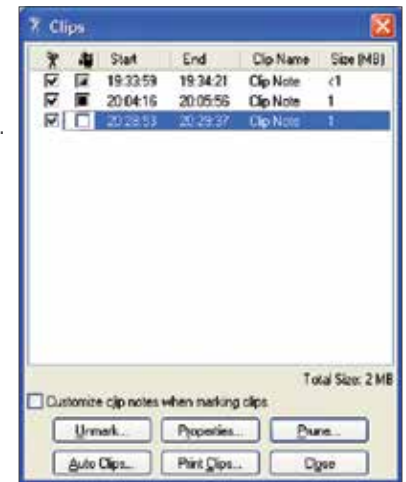 Clips
Start End Clip Name Size (MB)
19:33:59 19:34:21 Clip Note <1
20:04:16 20:05:56 Clip Note 1
20:28:53 20:29:37 Clip Note 1
Total Size: 2 MB
Customize clip notes when marking clips
Unmark... Properties... Prune...
Auto Clips... Print Clips... Close